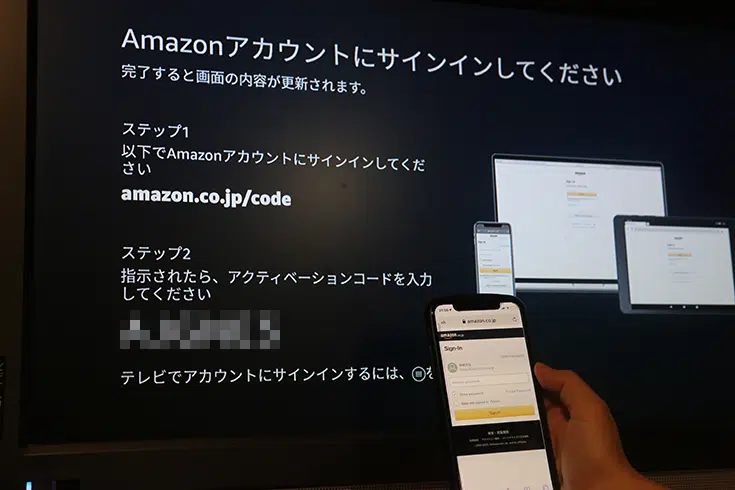 Amazonアカウントにサインインしてください
完了すると画面の内容が更新されます。
ステップ1
以下でAmazonアカウントにサインインしてくだ
さい
amazon.co.jp/code
ステップ2
指示されたら、アクティベーションコードを入力
してください
テレビでアカウントにサインインするには、
amazon.co.jp
Sign-In